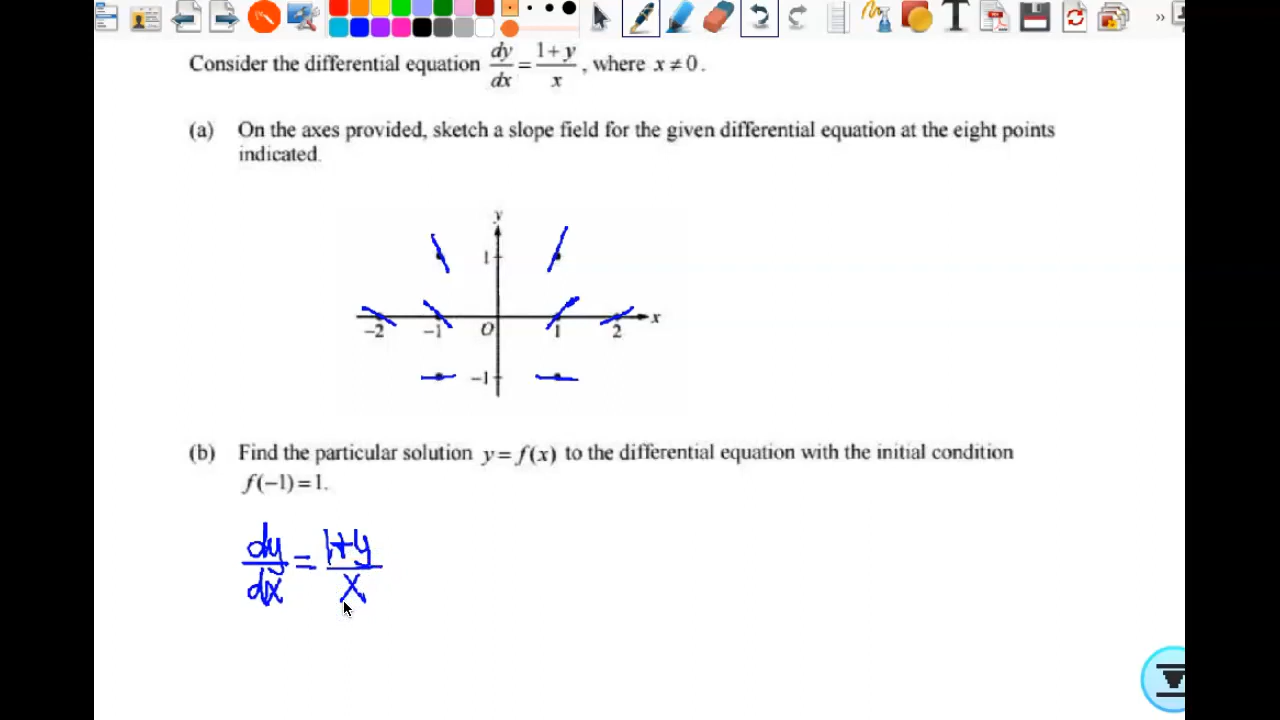 Consider the differential equation dy/dx = 1+y/x, where x ≠ 0.
(a) On the axes provided, sketch a slope field for the given differential equation at the eight points
indicated.
y
1
-2 -1 O 1 2 x
-1
(b) Find the particular solution y = f(x) to the differential equation with the initial condition
f(-1) = 1.
dy/dx = 1+y/x